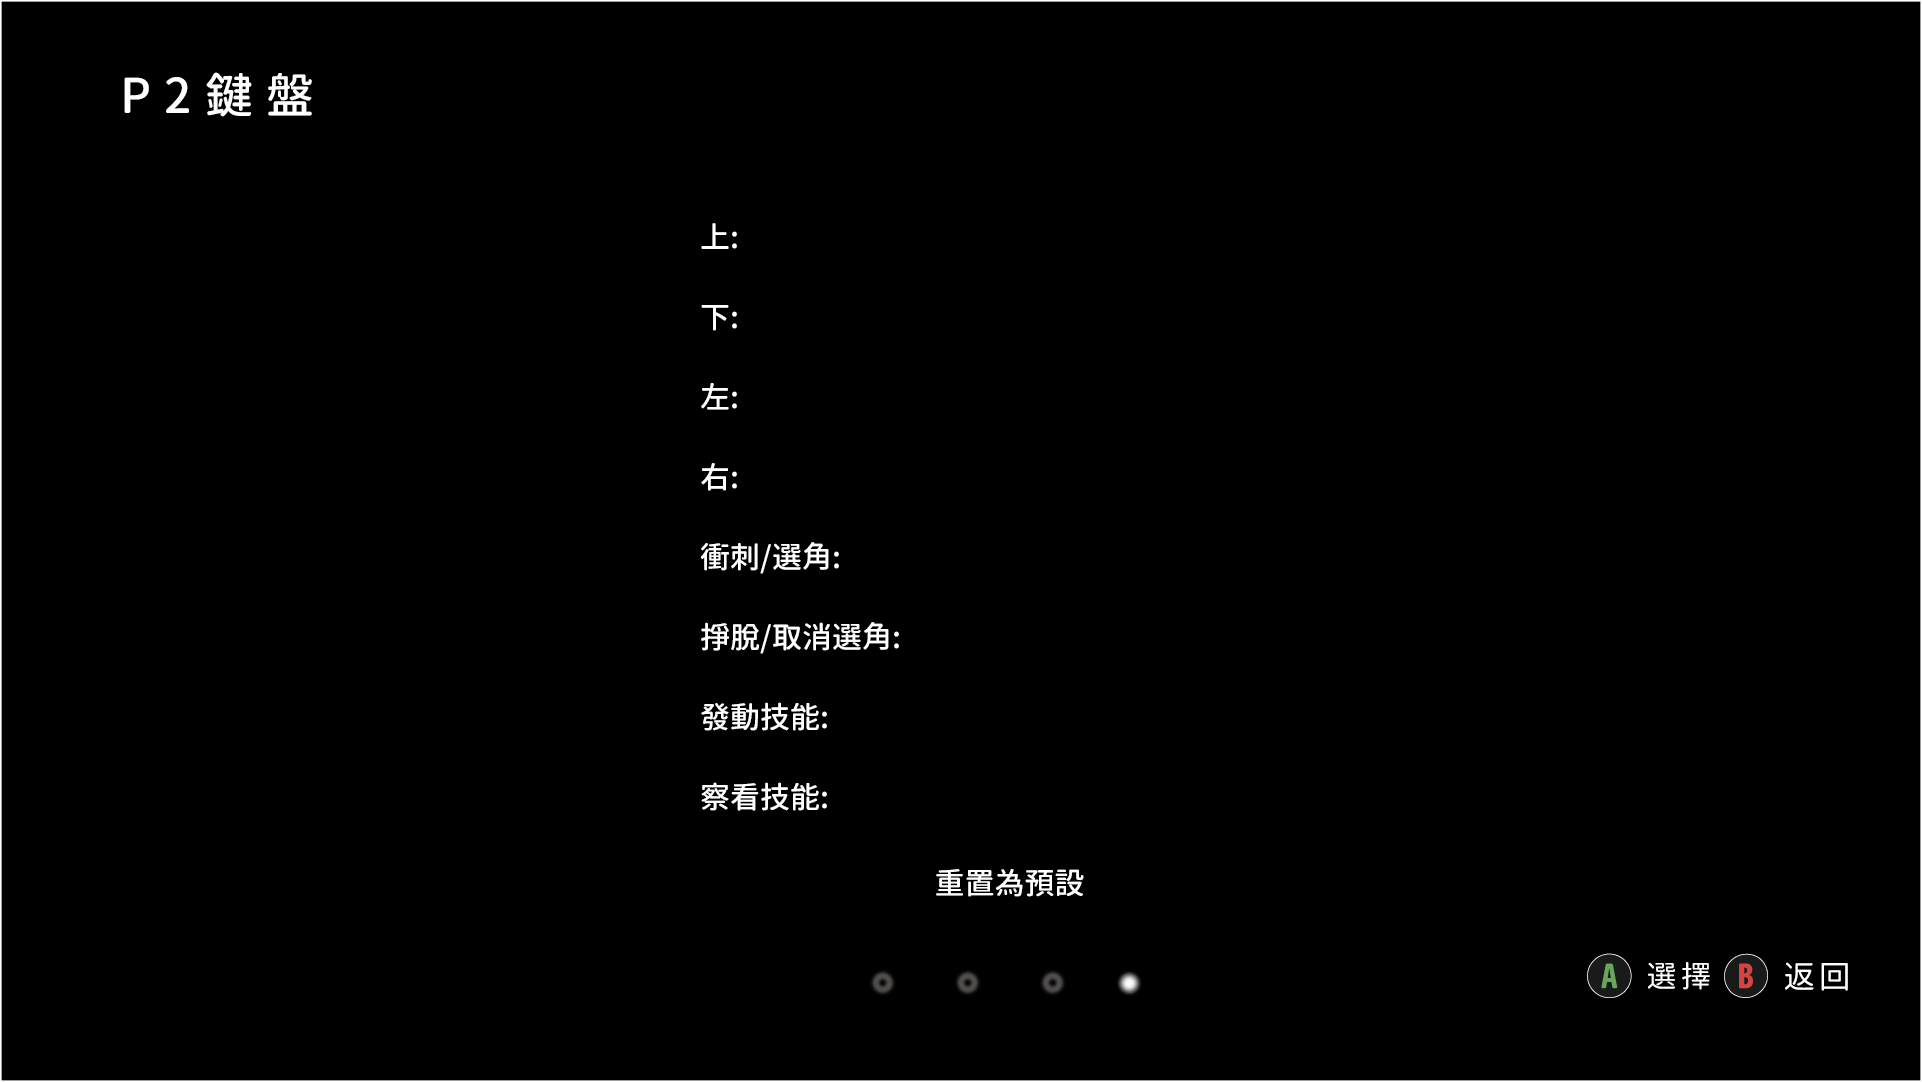 P2鍵盤
上:
下:
左:
右:
衝刺/選角:
掙脫/取消選角:
發動技能:
察看技能:
重置為預設
A 選擇 B 返回